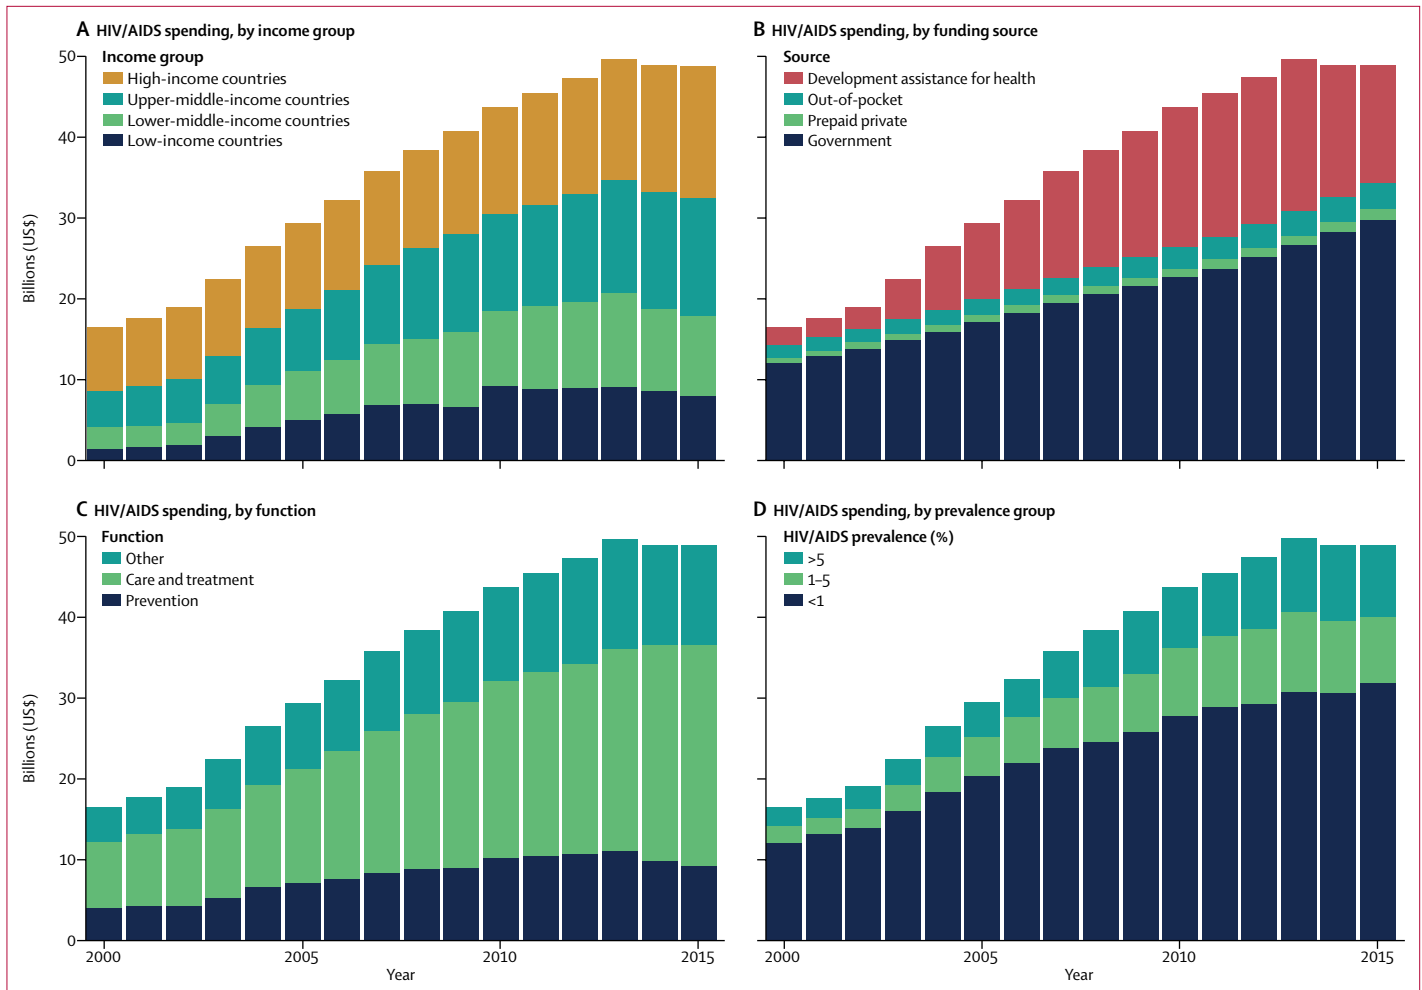 A HIV/AIDS spending, by income group
Income group
High-income countries
Upper-middle-income countries
Lower-middle-income countries
Low-income countries
50
40
30
20
10
0
Billions (US$)
B HIV/AIDS spending, by funding source
Source
Development assistance for health
Out-of-pocket
Prepaid private
Government
C HIV/AIDS spending, by function
Function
Other
Care and treatment
Prevention
50
40
30
20
10
0
Billions (US$)
2000
2005
2010
2015
Year
D HIV/AIDS spending, by prevalence group
HIV/AIDS prevalence (%)
>5
1–5
<1
2000
2005
2010
2015
Year